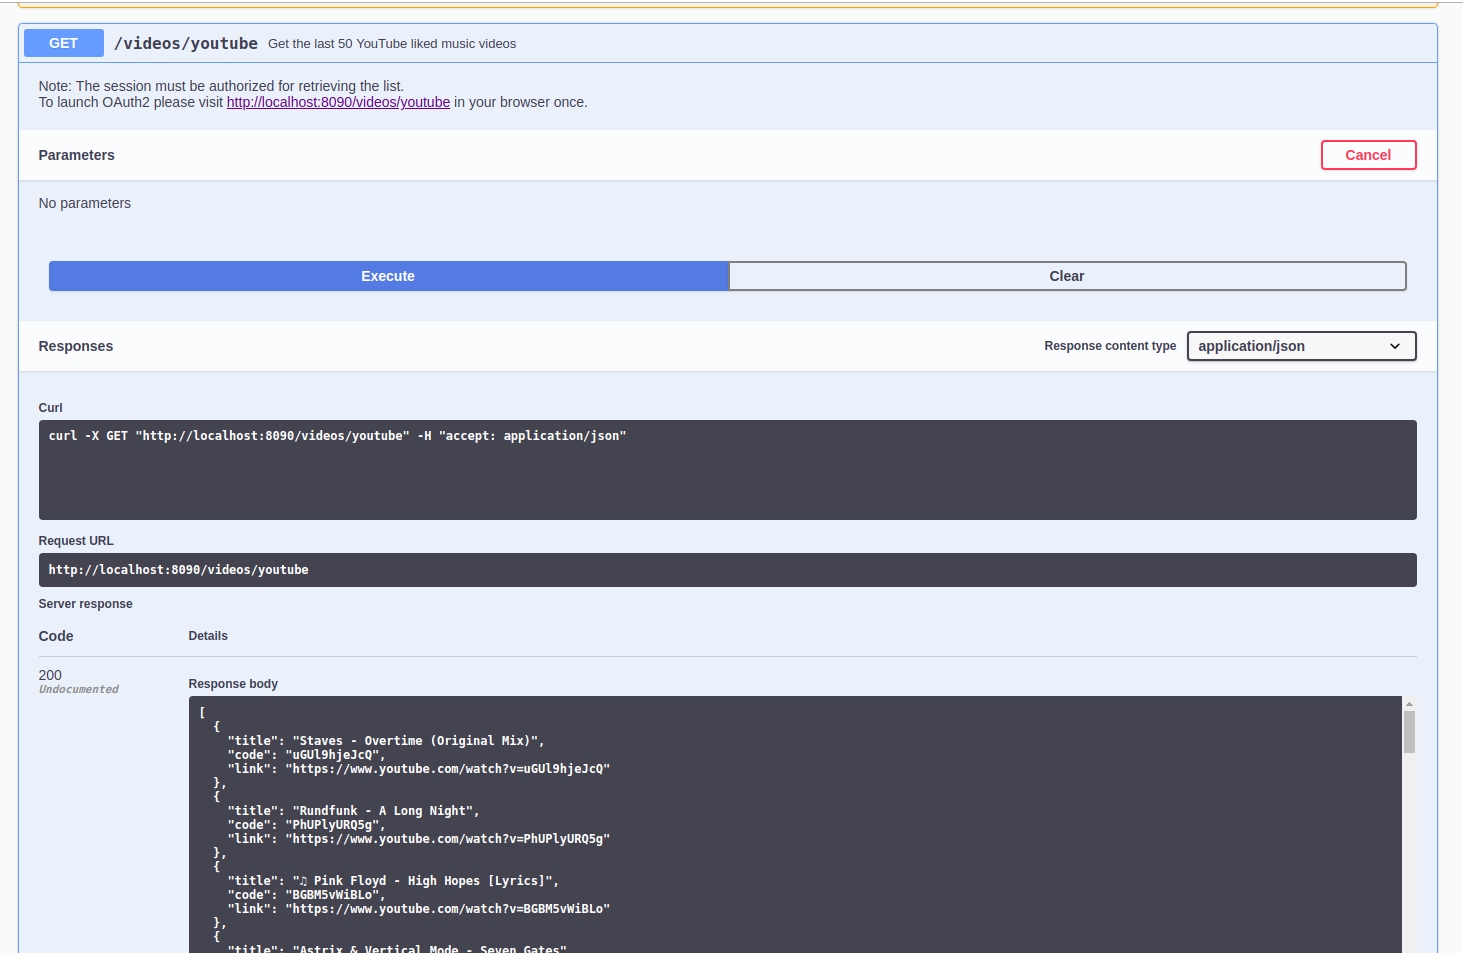 GET /videos/youtube Get the last 50 YouTube liked music videos
Note: The session must be authorized for retrieving the list.
To launch OAuth2 please visit http://localhost:8090/videos/youtube in your browser once.
Parameters
Cancel
No parameters
Execute
Clear
Responses
Response content type
application/json
Curl
curl -X GET "http://localhost:8090/videos/youtube" -H "accept: application/json"
Request URL
http://localhost:8090/videos/youtube
Server response
Code
Details
200
Undocumented
Response body
[
  {
    "title": "Staves - Overtime (Original Mix)",
    "code": "uGUl9hjeJcQ",
    "link": "https://www.youtube.com/watch?v=uGUl9hjeJcQ"
  },
  {
    "title": "Rundfunk - A Long Night",
    "code": "PhUPlyURQ5g",
    "link": "https://www.youtube.com/watch?v=PhUPlyURQ5g"
  },
  {
    "title": "♫ Pink Floyd - High Hopes [Lyrics]",
    "code": "BGBM5vWiBLo",
    "link": "https://www.youtube.com/watch?v=BGBM5vWiBLo"
  },
  {
    "title": "Astrix & Vertical Mode - Seven Gates"